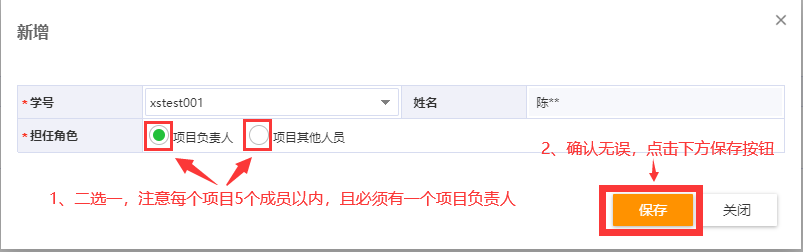 新增
×
*学号 xstest001 姓名 陈**
*担任角色 项目负责人 项目其他人员
2、确认无误，点击下方保存按钮
1、二选一，注意每个项目5个成员以内，且必须有一个项目负责人
保存 关闭